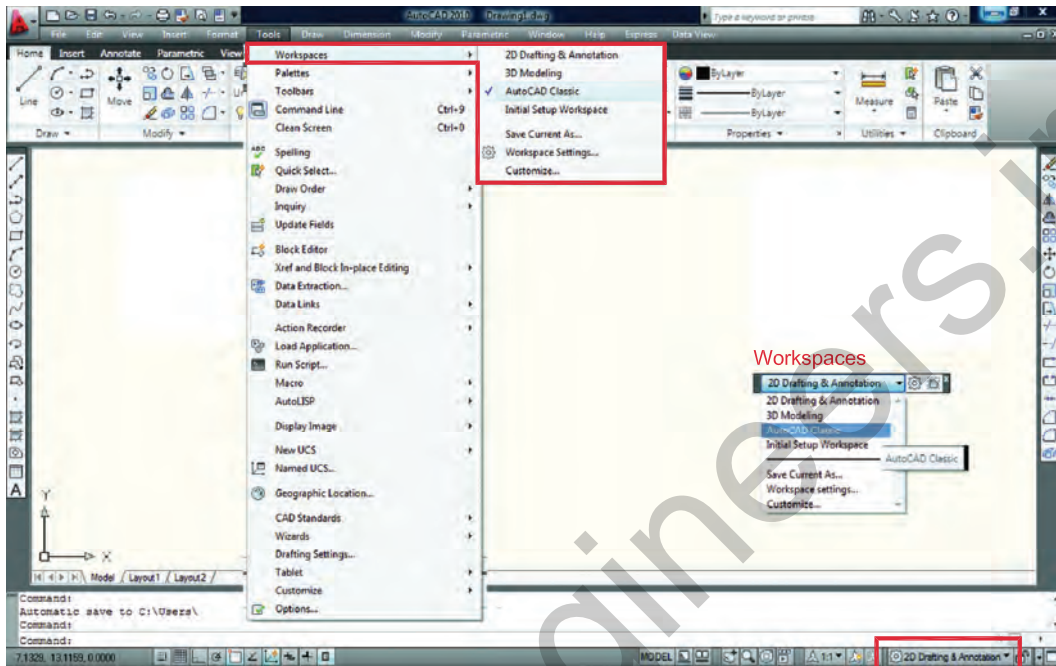 AutoCAD 2010 Drawing1.dwg Type a keyword or phrase
File Edit View Insert Format Tools Draw Dimension Modify Parametric Window Help Express Data View
Home Insert Annotate Parametric View
Line
Move
ByLayer
ByLayer
ByLayer
Measure
Paste
Draw Modify Properties Utilities Clipboard
Workspaces
Palettes
Toolbars
Command Line Ctrl+9
Clean Screen Ctrl+0
Spelling
Quick Select...
Draw Order
Inquiry
Update Fields
Block Editor
Xref and Block In-place Editing
Data Extraction...
Data Links
Action Recorder
Load Application...
Run Script...
Macro
AutoLISP
Display Image
New UCS
Named UCS...
Geographic Location...
CAD Standards
Wizards
Drafting Settings...
Tablet
Customize
Options...
2D Drafting & Annotation
3D Modeling
AutoCAD Classic
Initial Setup Workspace
Save Current As...
Workspace Settings...
Customize...
Workspaces
2D Drafting & Annotation
2D Drafting & Annotation
3D Modeling
AutoCAD Classic
Initial Setup Workspace
AutoCAD Classic
Save Current As...
Workspace settings...
Customize...
A
Y
X
Model / Layout1 / Layout2 /
Command:
Automatic save to C:\Users\
Command:
Command:
7.1329, 13.1159, 0.0000 MODEL 1:1 2D Drafting & Annotation